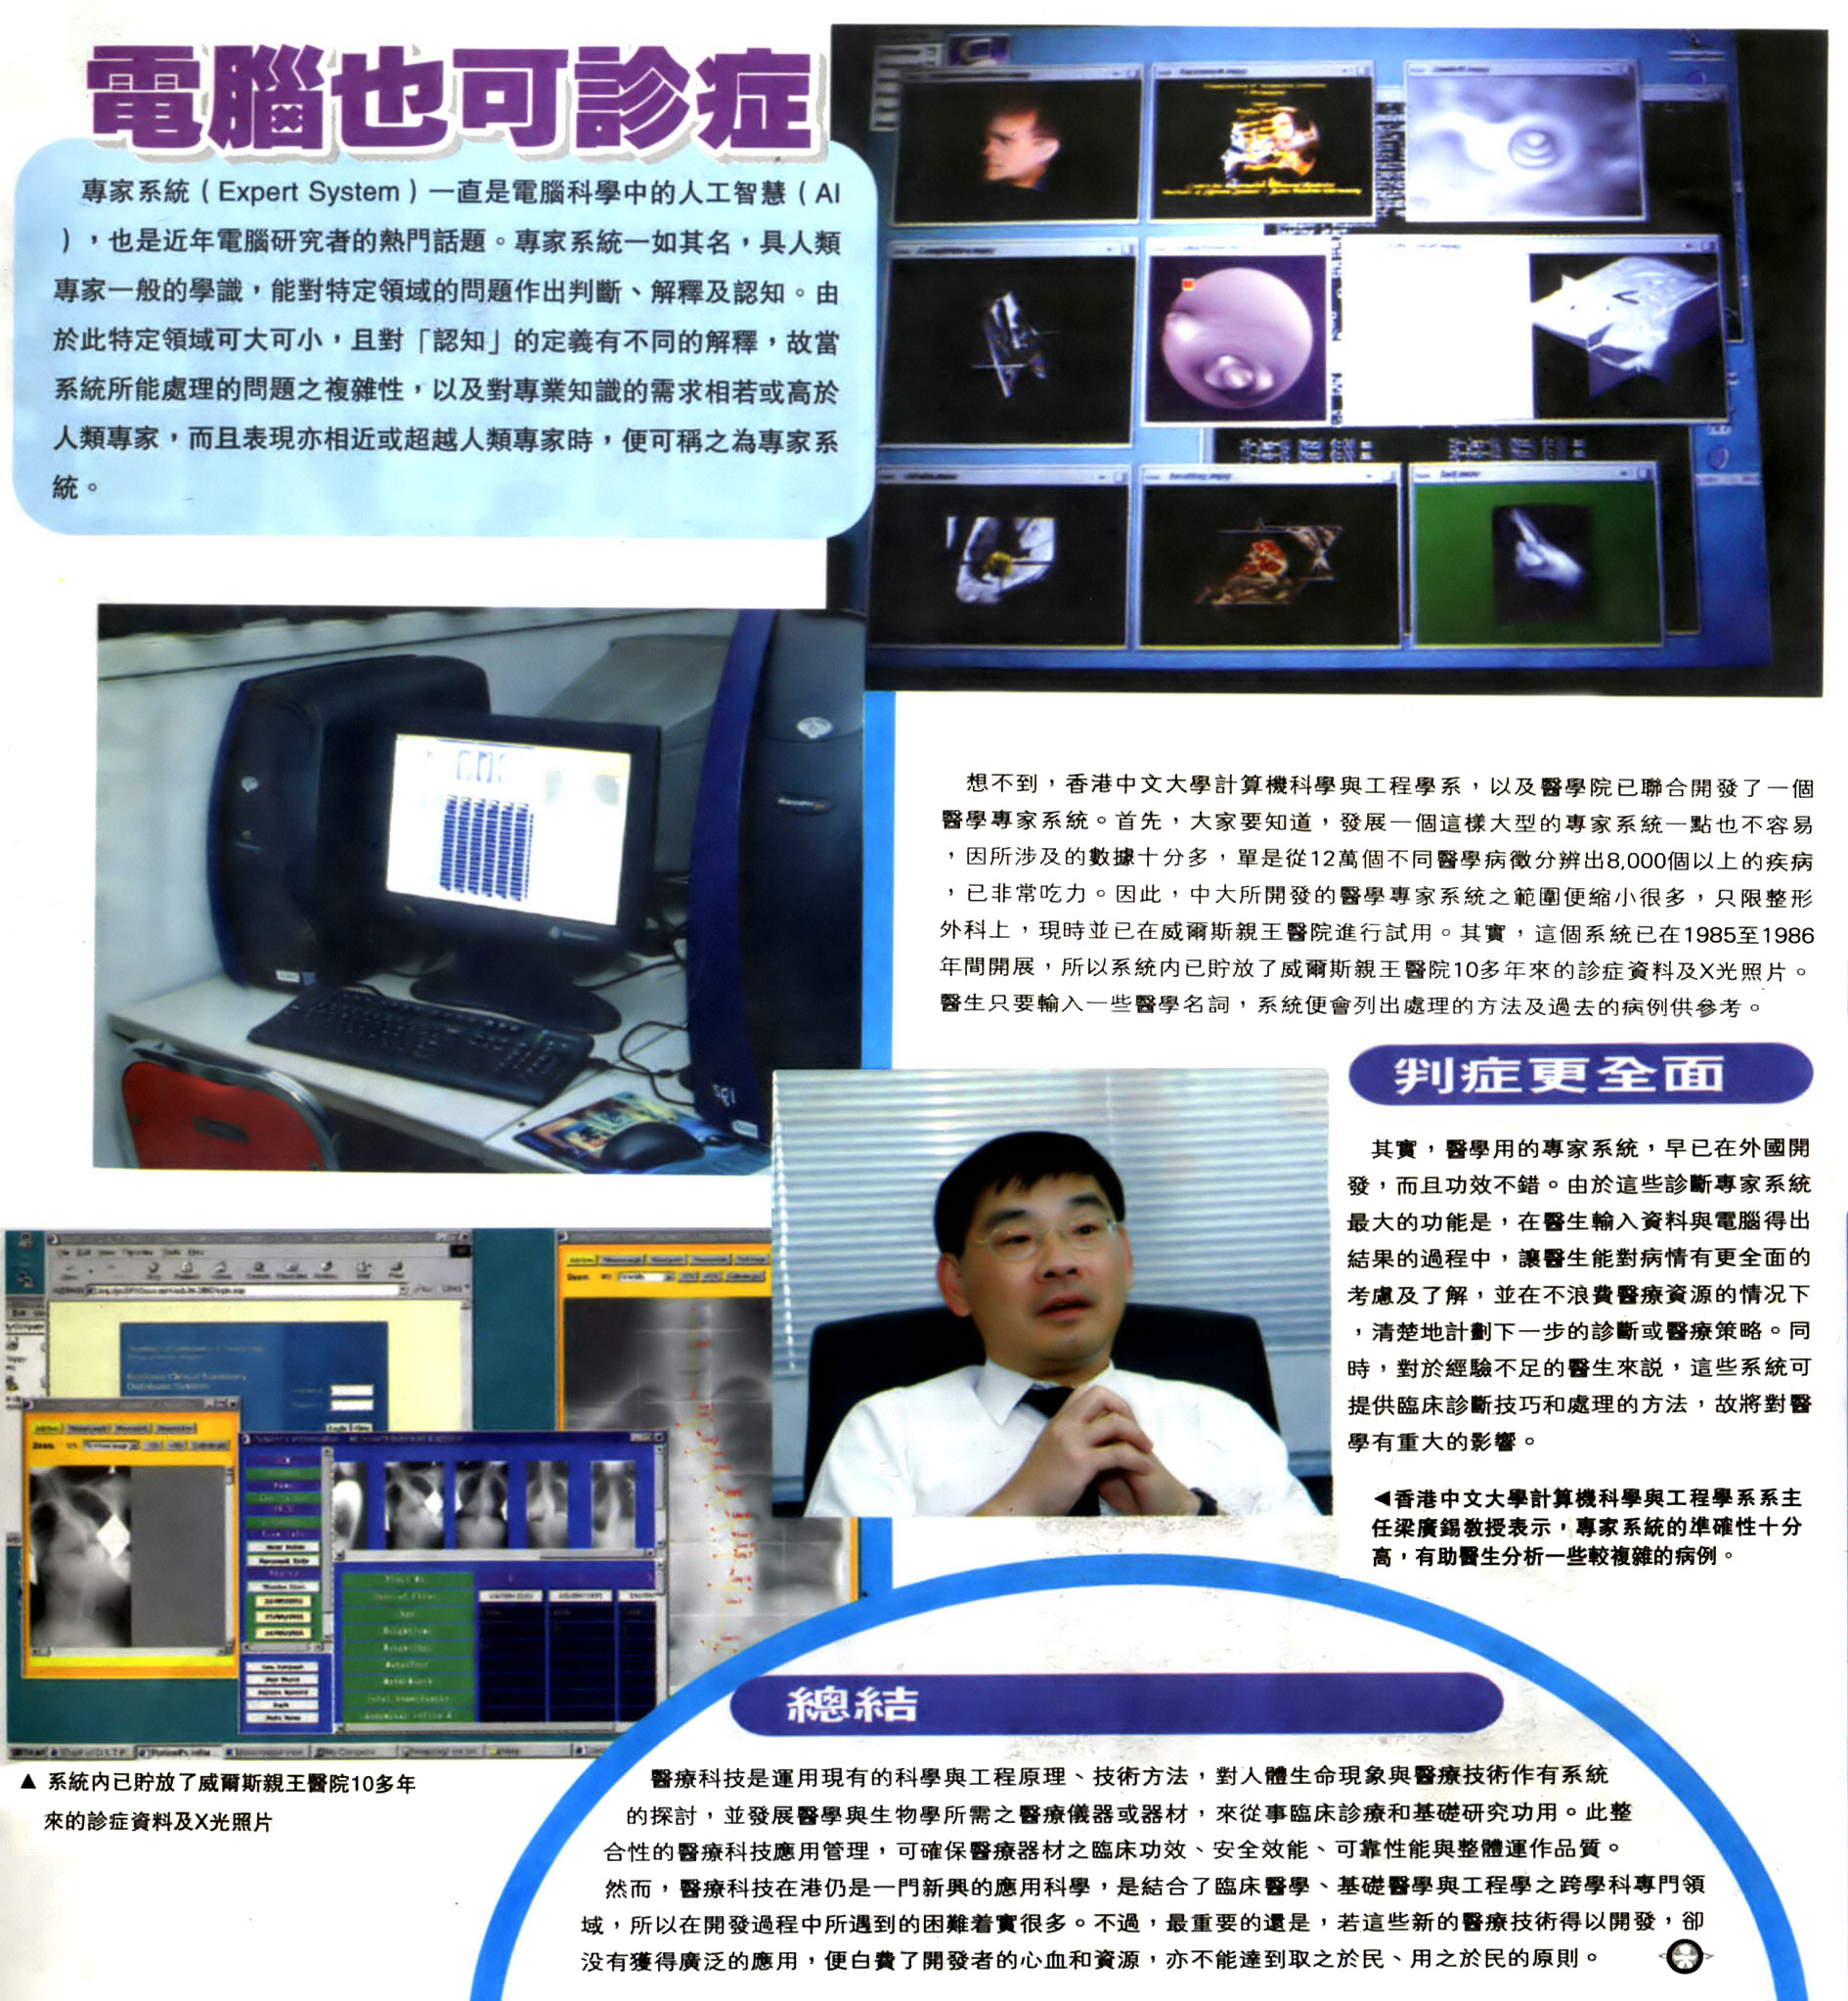 電腦也可診症
專家系統（Expert System）一直是電腦科學中的人工智慧（AI
），也是近年電腦研究者的熱門話題。專家系統一如其名，具人類
專家一般的學識，能對特定領域的問題作出判斷、解釋及認知。由
於此特定領域可大可小，且對「認知」的定義有不同的解釋，故當
系統所能處理的問題之複雜性，以及對專業知識的需求相若或高於
人類專家，而且表現亦相近或超越人類專家時，便可稱之為專家系
統。
想不到，香港中文大學計算機科學與工程學系，以及醫學院已聯合開發了一個
醫學專家系統。首先，大家要知道，發展一個這樣大型的專家系統一點也不容易
，因所涉及的數據十分多，單是從12萬個不同醫學病徵分辨出8,000個以上的疾病
，已非常吃力。因此，中大所開發的醫學專家系統之範圍便縮小很多，只限整形
外科上，現時並已在威爾斯親王醫院進行試用。其實，這個系統已在1985至1986
年間開展，所以系統内已貯放了威爾斯親王醫院10多年來的診症資料及X光照片。
醫生只要輸入一些醫學名詞，系統便會列出處理的方法及過去的病例供參考。
判症更全面
其實，醫學用的專家系統，早已在外國開
發，而且功效不錯。由於這些診斷專家系統
最大的功能是，在醫生輸入資料與電腦得出
結果的過程中，讓醫生能對病情有更全面的
考慮及了解，並在不浪費醫療資源的情况下
，清楚地計劃下一步的診斷或醫療策略。同
時，對於經驗不足的醫生來説，這些系統可
提供臨床診斷技巧和處理的方法，故將對醫
學有重大的影響。
◀香港中文大學計算機科學與工程學系系主
任梁廣錫教授表示，專家系統的準確性十分
高，有助醫生分析一些較複雜的病例。
▲ 系統內已貯放了威爾斯親王醫院10多年
來的診症資料及X光照片
總結
醫療科技是運用現有的科學與工程原理、技術方法，對人體生命現象與醫療技術作有系統
的探討，並發展醫學與生物學所需之醫療儀器或器材，來從事臨床診療和基礎研究功用。此整
合性的醫療科技應用管理，可確保醫療器材之臨床功效、安全效能、可靠性能與整體運作品質。
然而，醫療科技在港仍是一門新興的應用科學，是結合了臨床醫學、基礎醫學與工程學之跨學科專門領
域，所以在開發過程中所遇到的困難着實很多。不過，最重要的還是，若這些新的醫療技術得以開發，卻
没有獲得廣泛的應用，便白費了開發者的心血和資源，亦不能達到取之於民、用之於民的原則。